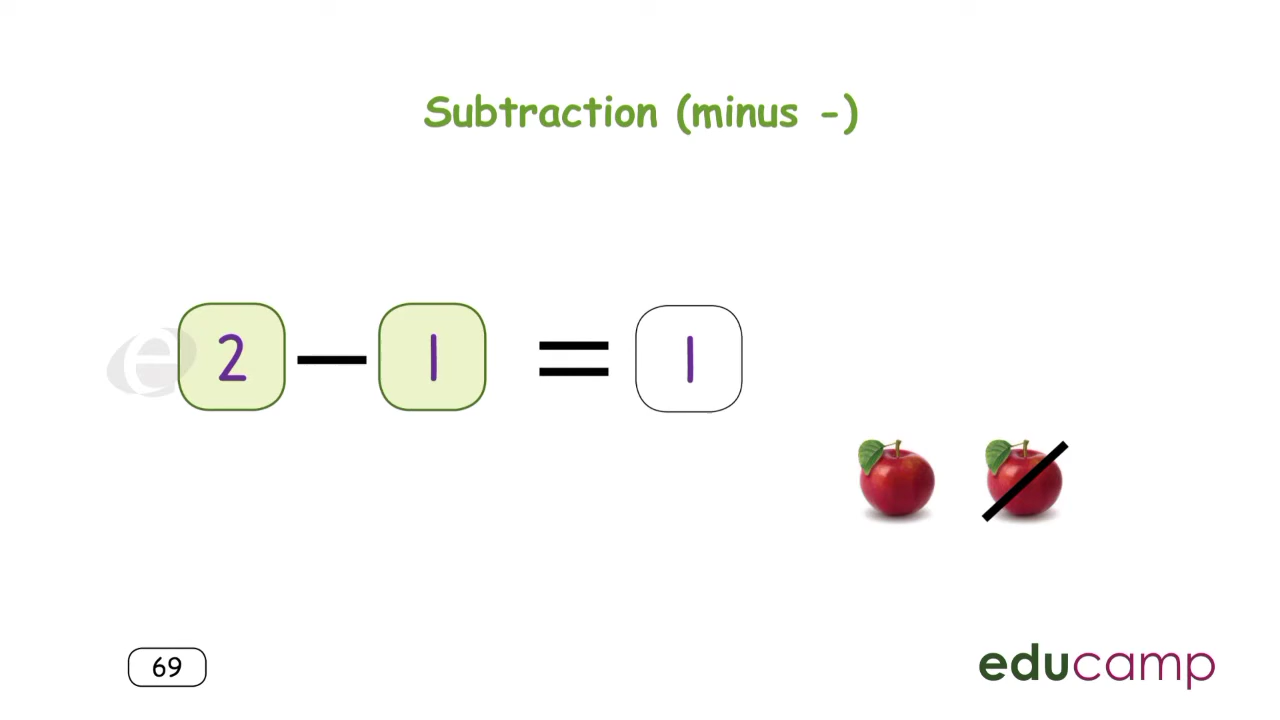 Subtraction (minus -)
2 — 1 = 1
69
educamp